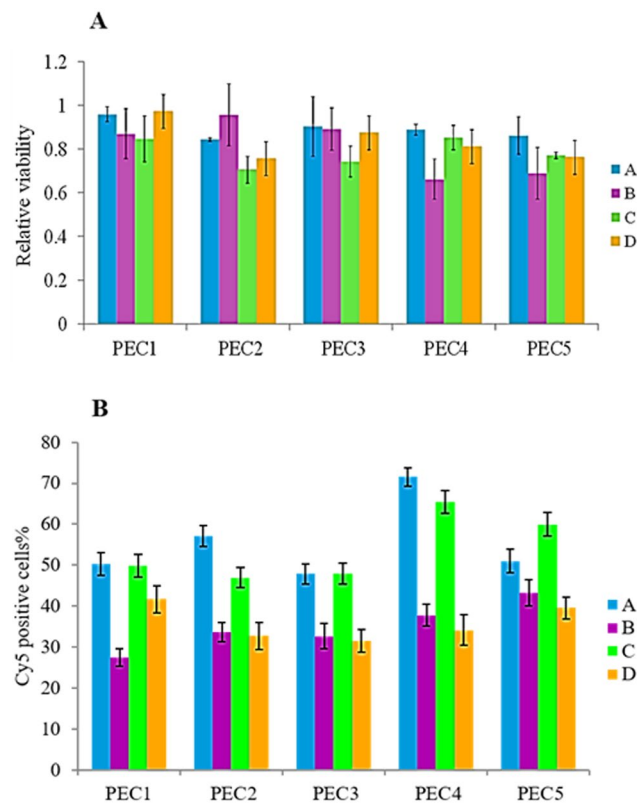 A
Relative viability
1.2
1
0.8
0.6
0.4
0.2
0
PEC1 PEC2 PEC3 PEC4 PEC5
A
B
C
D
B
Cy5 positive cells%
80
70
60
50
40
30
20
10
0
PEC1 PEC2 PEC3 PEC4 PEC5
A
B
C
D